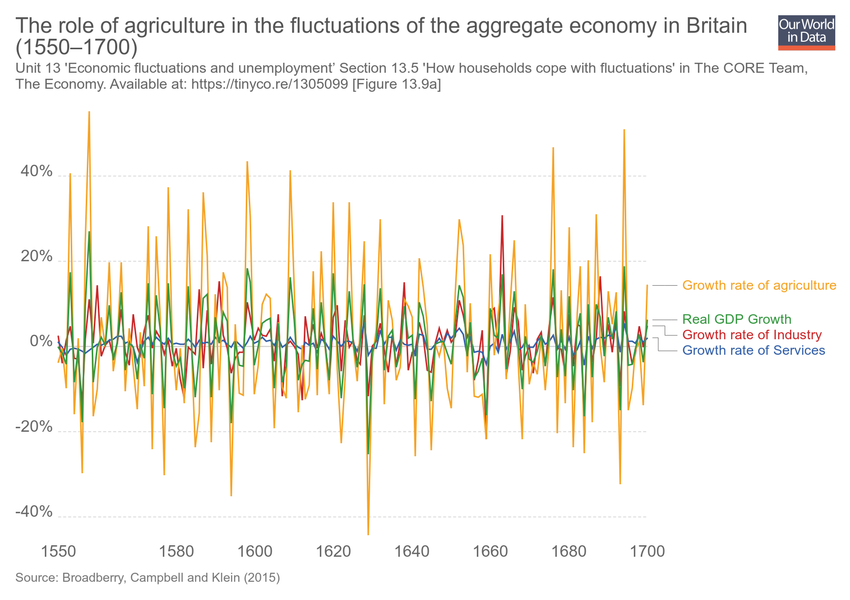 The role of agriculture in the fluctuations of the aggregate economy in Britain
(1550–1700)
Our World
in Data
Unit 13 'Economic fluctuations and unemployment’ Section 13.5 'How households cope with fluctuations' in The CORE Team,
The Economy. Available at: https://tinyco.re/1305099 [Figure 13.9a]
40%
20%
0%
-20%
-40%
Growth rate of agriculture
Real GDP Growth
Growth rate of Industry
Growth rate of Services
1550
1580
1600
1620
1640
1660
1680
1700
Source: Broadberry, Campbell and Klein (2015)